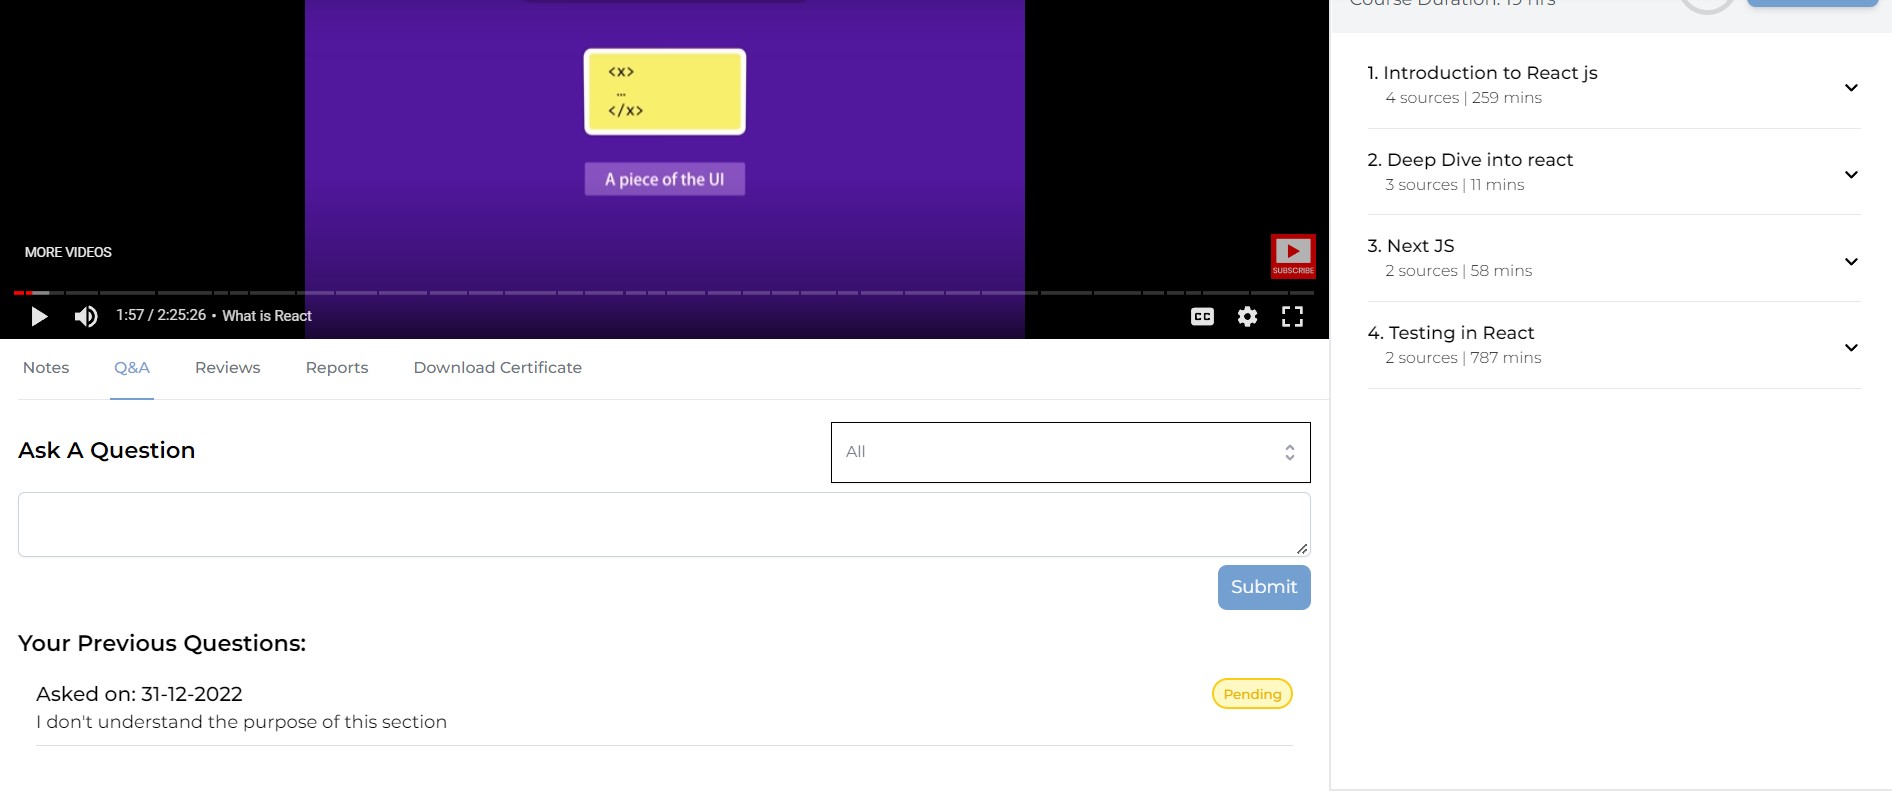 <x>
...
</x>
A piece of the UI
MORE VIDEOS
SUBSCRIBE
1:57 / 2:25:26 • What is React
CC
Notes
Q&A
Reviews
Reports
Download Certificate
Ask A Question
All
Submit
Your Previous Questions:
Asked on: 31-12-2022
Pending
I don't understand the purpose of this section
Course Duration: 19 hrs
1. Introduction to React js
4 sources | 259 mins
2. Deep Dive into react
3 sources | 11 mins
3. Next JS
2 sources | 58 mins
4. Testing in React
2 sources | 787 mins